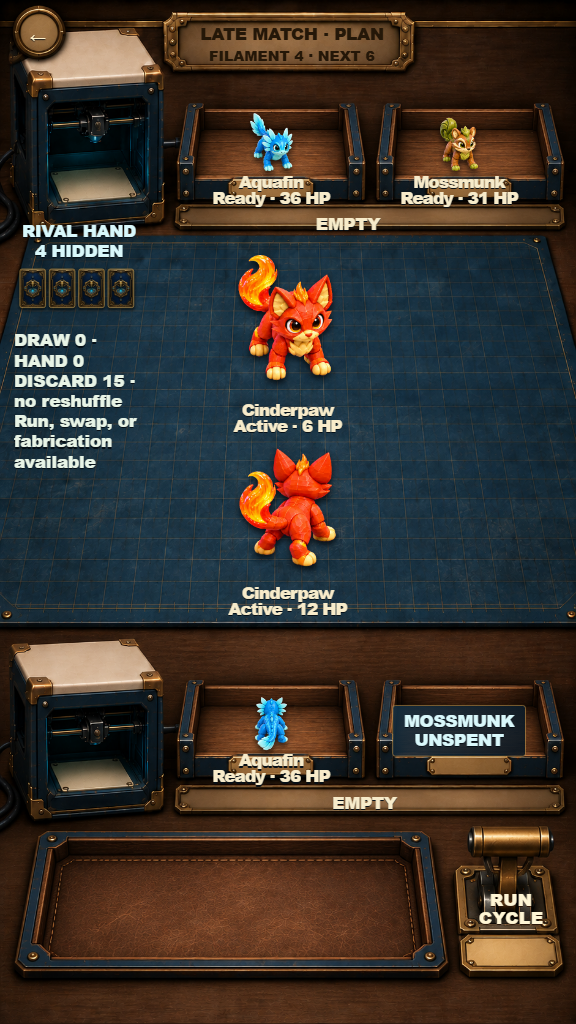 ←
LATE MATCH · PLAN
FILAMENT 4 · NEXT 6
Aquafin
Ready · 36 HP
Mossmunk
Ready · 31 HP
EMPTY
RIVAL HAND
4 HIDDEN
DRAW 0 ·
HAND 0
DISCARD 15 ·
no reshuffle
Run, swap, or
fabrication
available
Cinderpaw
Active · 6 HP
Cinderpaw
Active · 12 HP
Aquafin
Ready · 36 HP
MOSSMUNK
UNSPENT
EMPTY
RUN
CYCLE